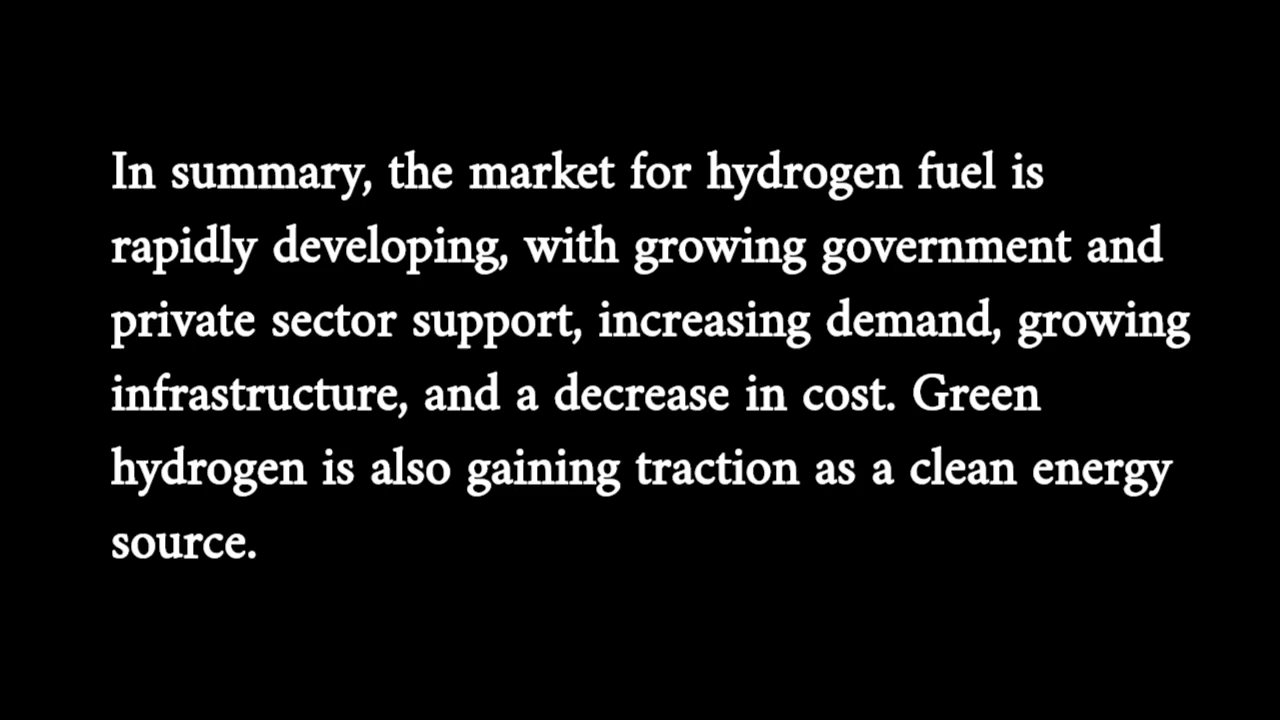 In summary, the market for hydrogen fuel is
rapidly developing, with growing government and
private sector support, increasing demand, growing
infrastructure, and a decrease in cost. Green
hydrogen is also gaining traction as a clean energy
source.